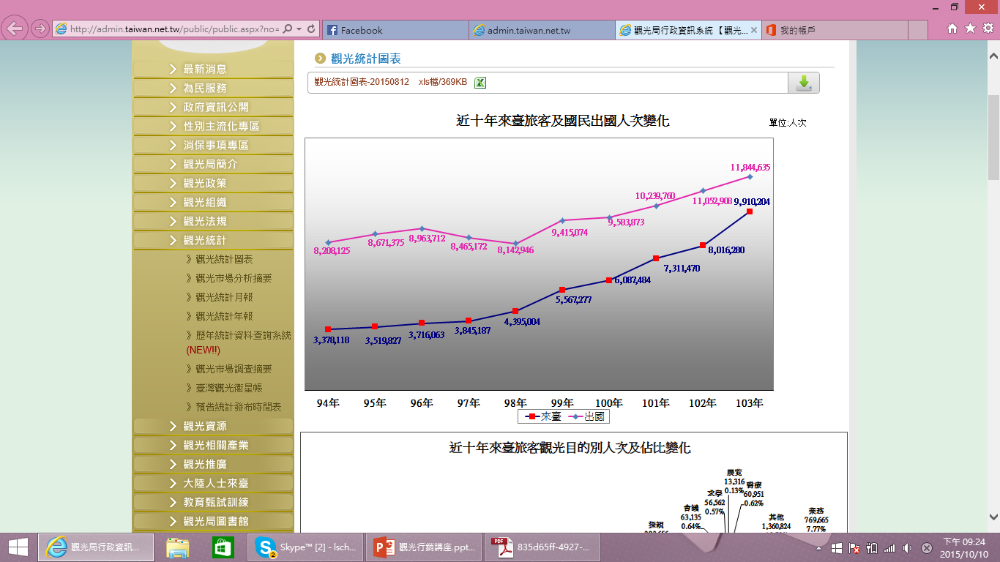 http://admin.taiwan.net.tw/public/public.aspx?no=
Facebook
admin.taiwan.net.tw
觀光局行政資訊系統 【觀光...
我的帳戶
最新消息
為民服務
政府資訊公開
性別主流化專區
消保事項專區
觀光局簡介
觀光政策
觀光組織
觀光法規
觀光統計
》觀光統計圖表
》觀光市場分析摘要
》觀光統計月報
》觀光統計年報
》歷年統計資料查詢系統
(NEW!!)
》觀光市場調查摘要
》臺灣觀光衛星帳
》預告統計發布時間表
觀光資源
觀光相關產業
觀光推廣
大陸人士來臺
教育甄試訓練
觀光局圖書館
觀光統計圖表
觀光統計圖表-20150812 xls檔/369KB
近十年來臺旅客及國民出國人次變化
單位:人次
8,208,125
8,671,375
8,963,712
8,465,172
8,142,946
9,415,074
9,583,873
10,239,760
11,052,908
11,844,635
3,378,118
3,519,827
3,716,063
3,845,187
4,395,004
5,567,277
6,087,484
7,311,470
8,016,280
9,910,204
94年 95年 96年 97年 98年 99年 100年 101年 102年 103年
來臺 出國
近十年來臺旅客觀光目的別人次及佔比變化
展覽
13,316
0.13%
醫療
60,951
0.62%
求學
56,562
0.57%
會議
63,135
0.64%
其他
1,360,824
業務
769,665
7.77%
探親
觀光局行政資訊...
Skype™ [2] - lsch...
2
觀光行銷講座.ppt...
PDF
835d65ff-4927-...
下午 09:24
2015/10/10